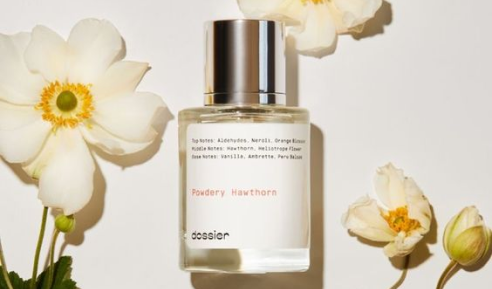 Top Notes: Aldehydes, Neroli, Orange Blossom
Middle Notes: Hawthorn, Heliotrope Flower
Base Notes: Vanilla, Ambrette, Peru Balsam
Powdery Hawthorn
dossier